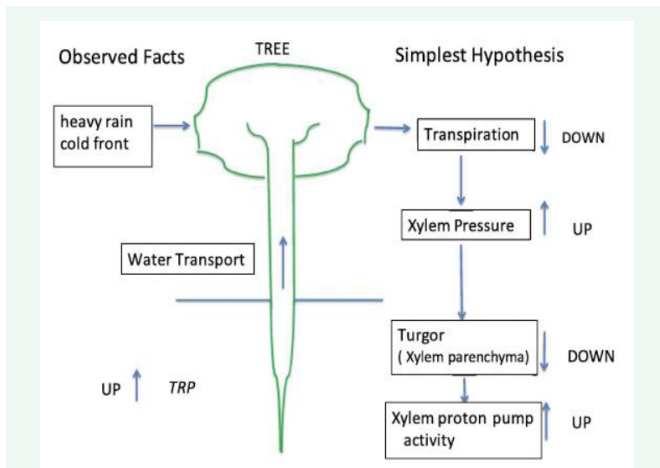 Observed Facts
TREE
Simplest Hypothesis
heavy rain
cold front
Transpiration
DOWN
Xylem Pressure
UP
Water Transport
Turgor
( Xylem parenchyma)
DOWN
UP
TRP
Xylem proton pump
activity
UP